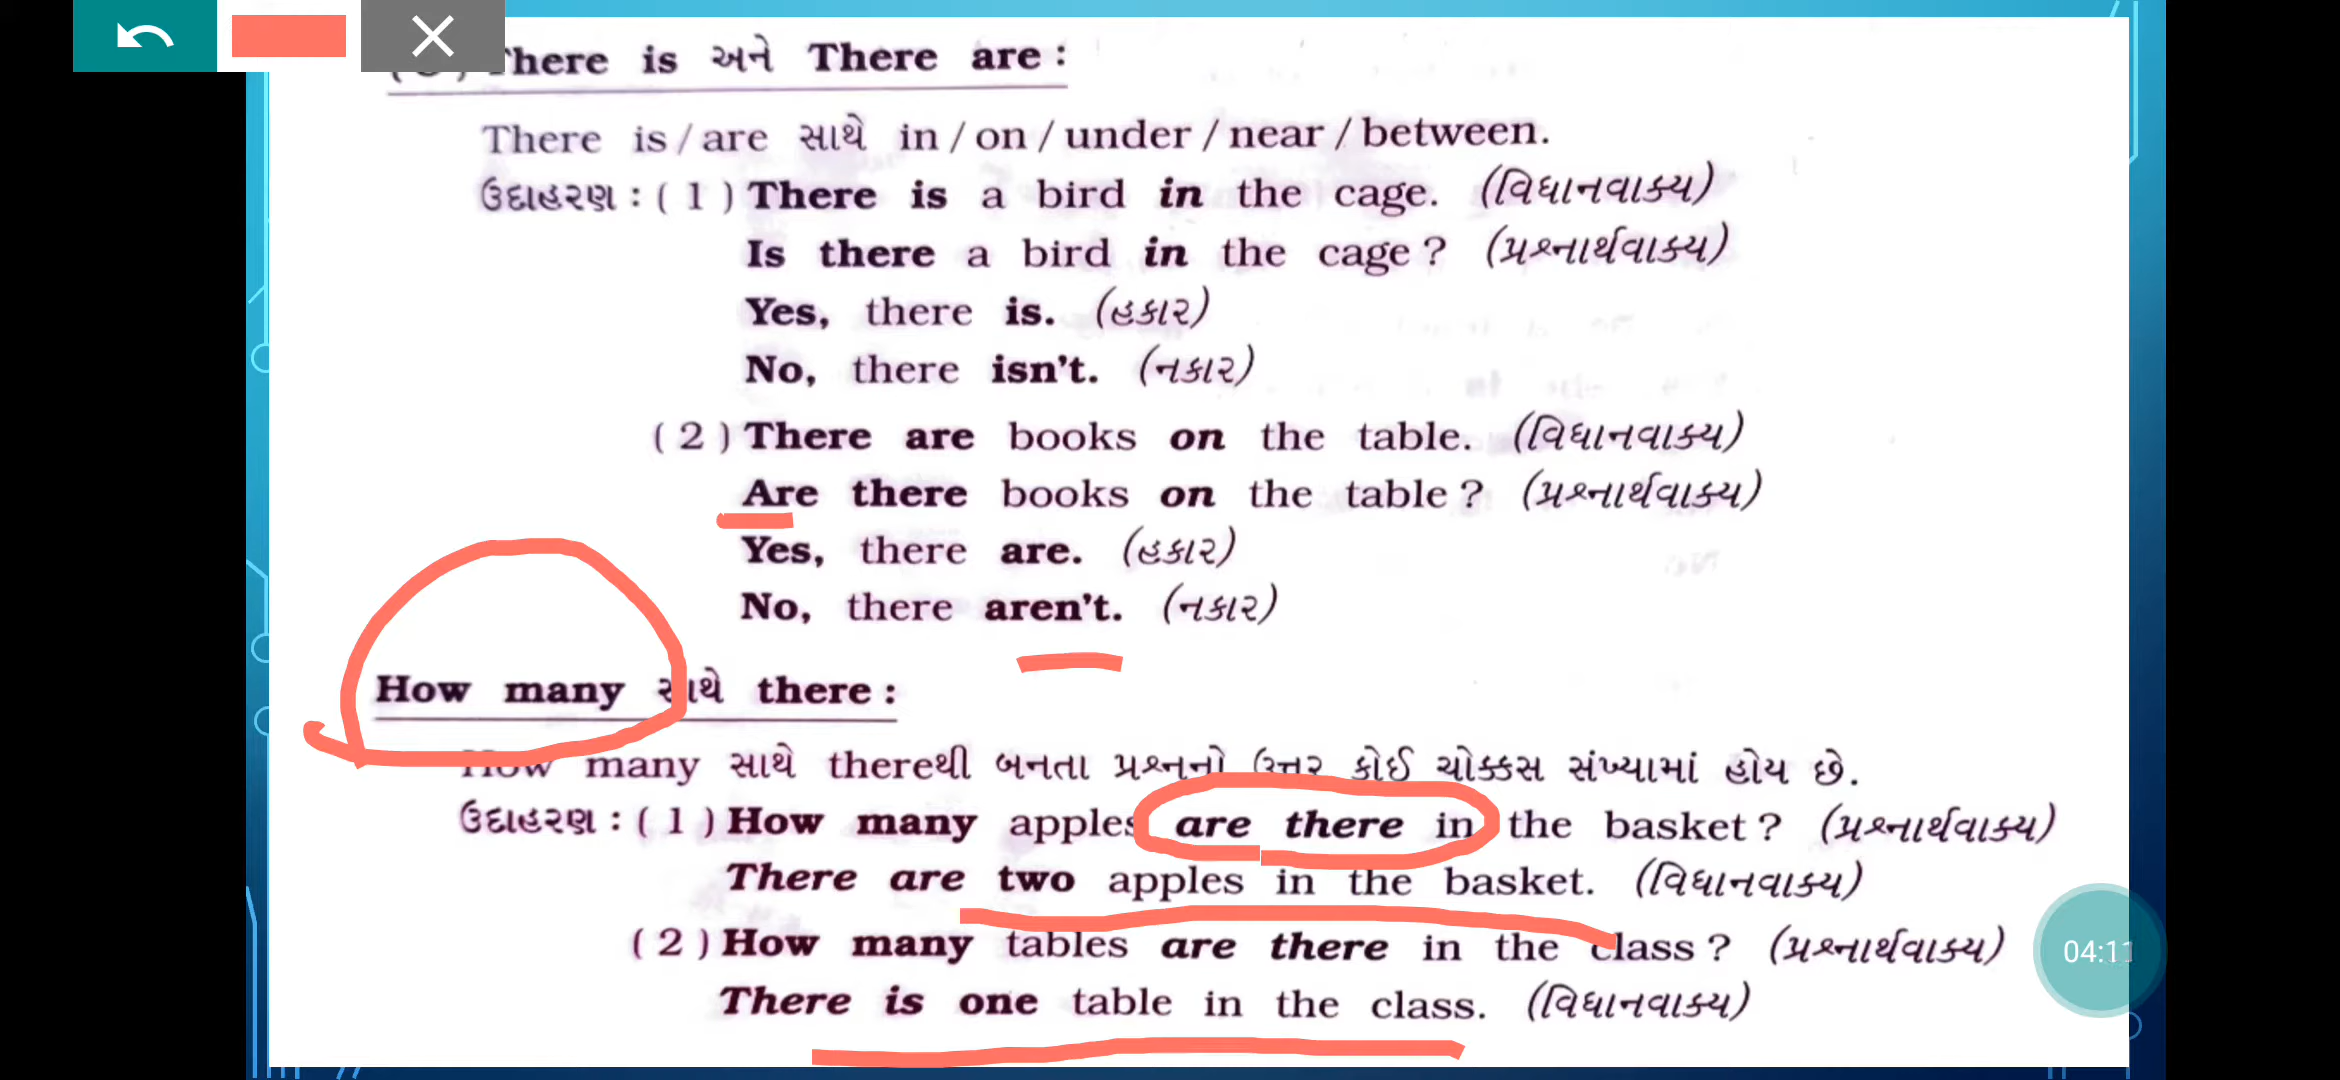 There is અને There are :
There is / are સાથે in / on / under / near / between.
ઉદાહરણ : ( 1 ) There is a bird in the cage. (વિધાનવાક્ય)
Is there a bird in the cage ? (પ્રશ્નાર્થવાક્ય)
Yes, there is. (હકાર)
No, there isn't. (નકાર)
( 2 ) There are books on the table. (વિધાનવાક્ય)
Are there books on the table ? (પ્રશ્નાર્થવાક્ય)
Yes, there are. (હકાર)
No, there aren't. (નકાર)
How many સાથે there :
How many સાથે thereથી બનતા પ્રશ્નનો ઉત્તર કોઈ ચોક્કસ સંખ્યામાં હોય છે.
ઉદાહરણ : ( 1 ) How many apples are there in the basket ? (પ્રશ્નાર્થવાક્ય)
There are two apples in the basket. (વિધાનવાક્ય)
( 2 ) How many tables are there in the class ? (પ્રશ્નાર્થવાક્ય)
There is one table in the class. (વિધાનવાક્ય)
04:11